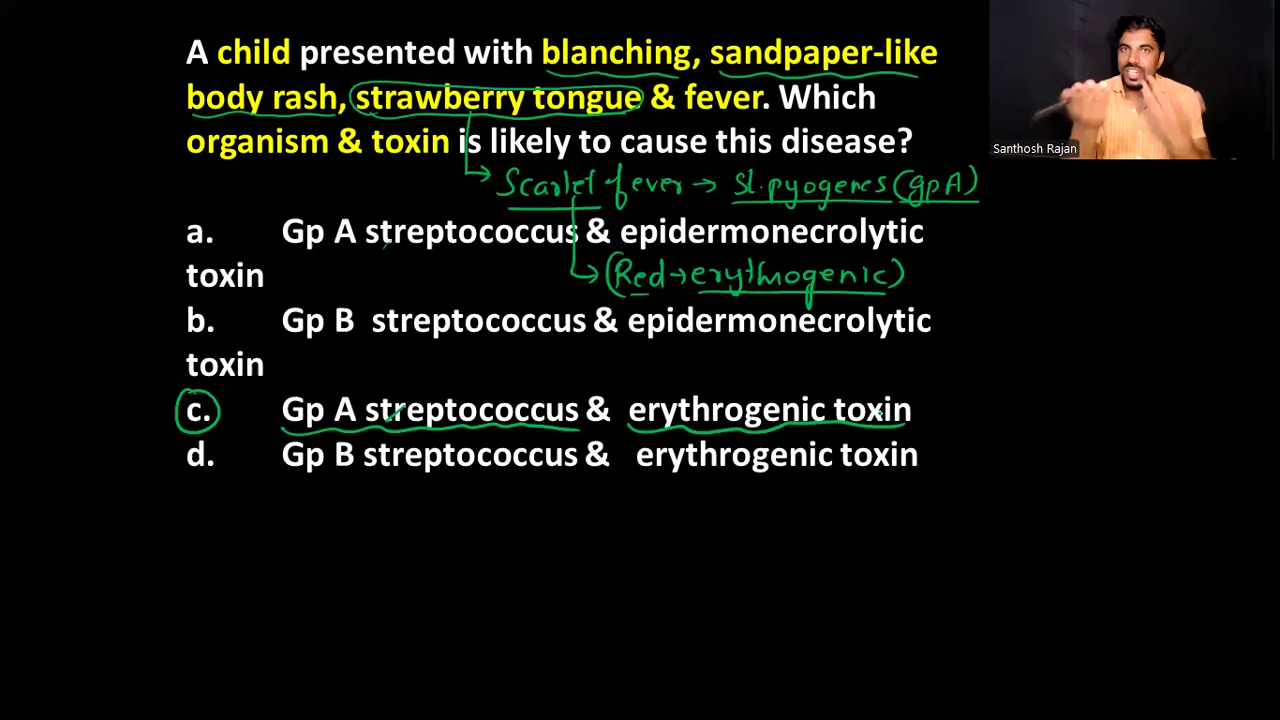 A child presented with blanching, sandpaper-like
body rash, strawberry tongue & fever. Which
organism & toxin is likely to cause this disease?
Santhosh Rajan
Scarlet fever → St. pyogenes (gp A)
a. Gp A streptococcus & epidermonecrolytic
toxin
(Red → erythrogenic)
b. Gp B streptococcus & epidermonecrolytic
toxin
c. Gp A streptococcus & erythrogenic toxin
d. Gp B streptococcus & erythrogenic toxin